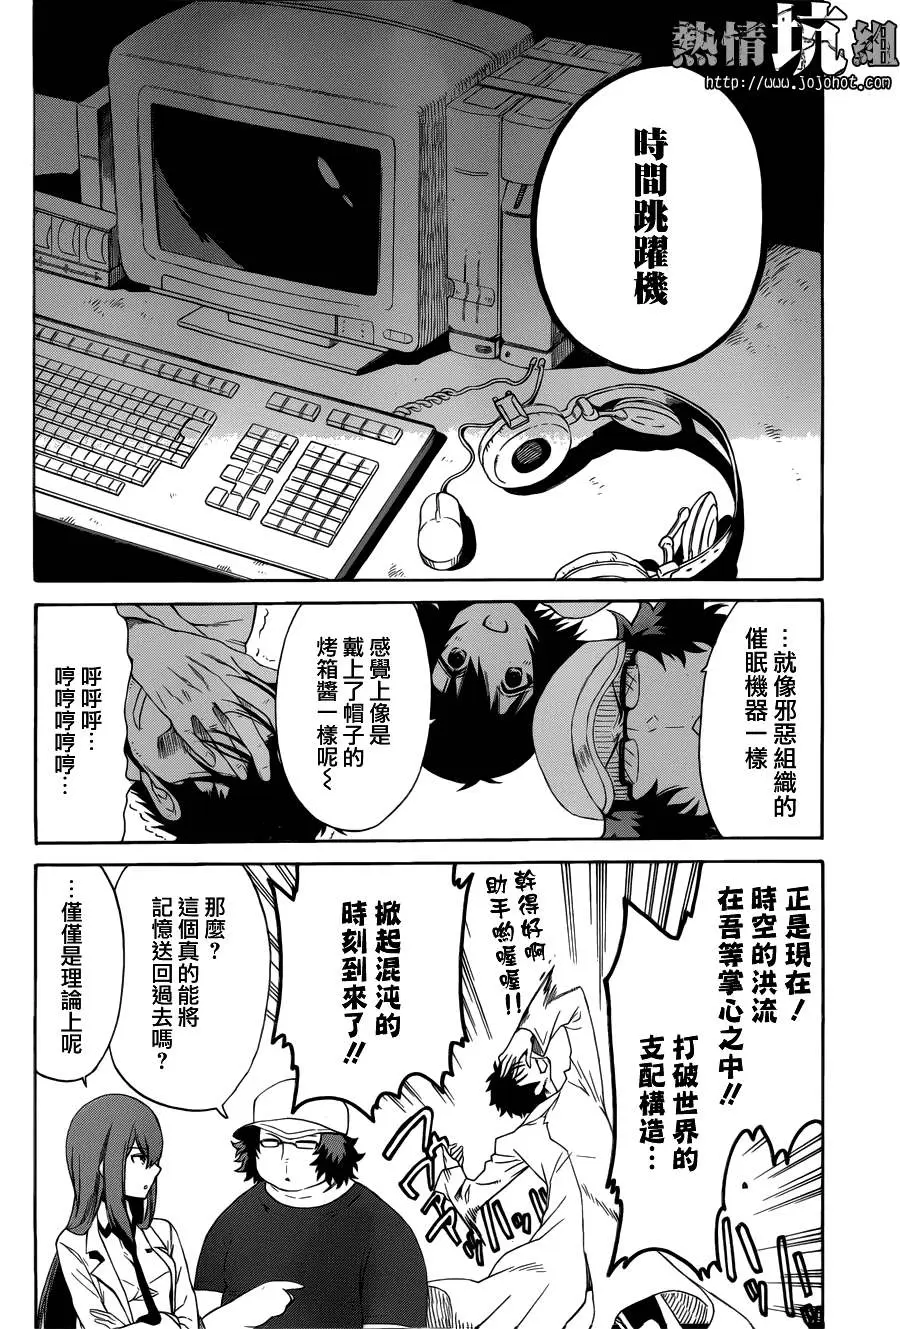 熱情坑組
http://www.jojohot.com
時間跳躍機
…就像邪惡組織的
催眠機器一樣
感覺上像是
戴上了帽子的
烤箱醬一樣呢～
呼呼呼…
哼哼哼哼哼…
正是現在！
時空的洪流
在吾等掌心之中!!
打破世界的
支配構造…
幹得好啊
助手喲喔喔!!
掀起混沌的
時刻到來了!!
那麼?
這個真的能將
記憶送回過去嗎?
…僅僅是理論上呢